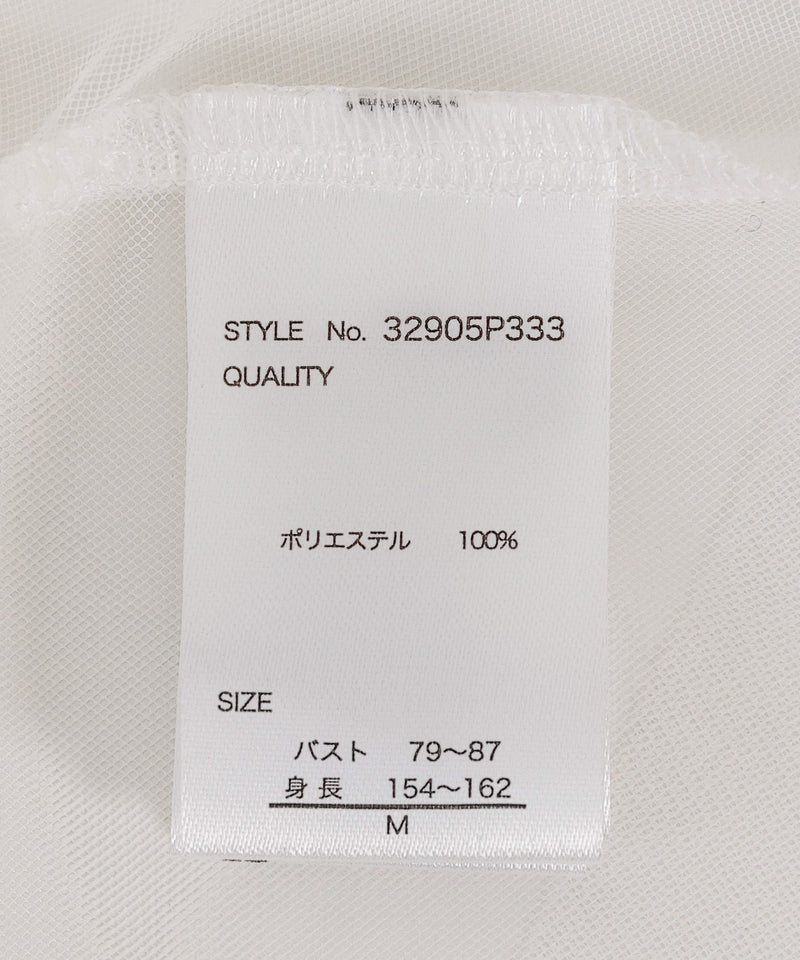 STYLE No. 32905P333
QUALITY
ポリエステル 100%
SIZE
バスト 79〜87
身長 154〜162
M